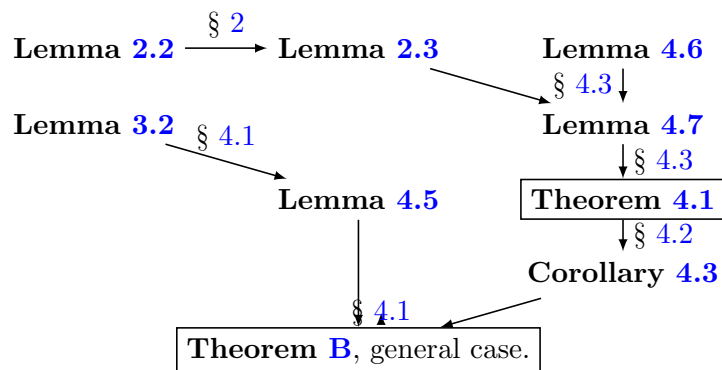 § 2
Lemma 2.2 Lemma 2.3 Lemma 4.6
§ 4.3
Lemma 3.2 § 4.1 Lemma 4.7
§ 4.3
Lemma 4.5 Theorem 4.1
§ 4.2
Corollary 4.3
§ 4.1
Theorem B, general case.